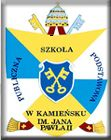 SZKOŁA
PUBLICZNA
PODSTAWOWA
W KAMIEŃSKU
IM. JANA
PAWŁA II